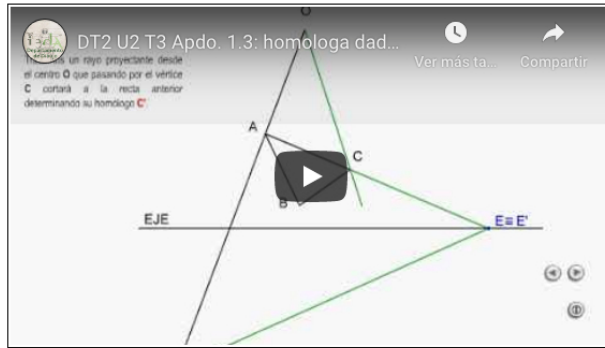 O
DT2 U2 T3 Apdo. 1.3: homologa dad...
Ver más ta...
Compartir
un rayo proyectante desde
el centro O que pasando por el vértice
C cortará a la recta anterior
determinando su homólogo C'
A
C
B
EJE
E≡E'